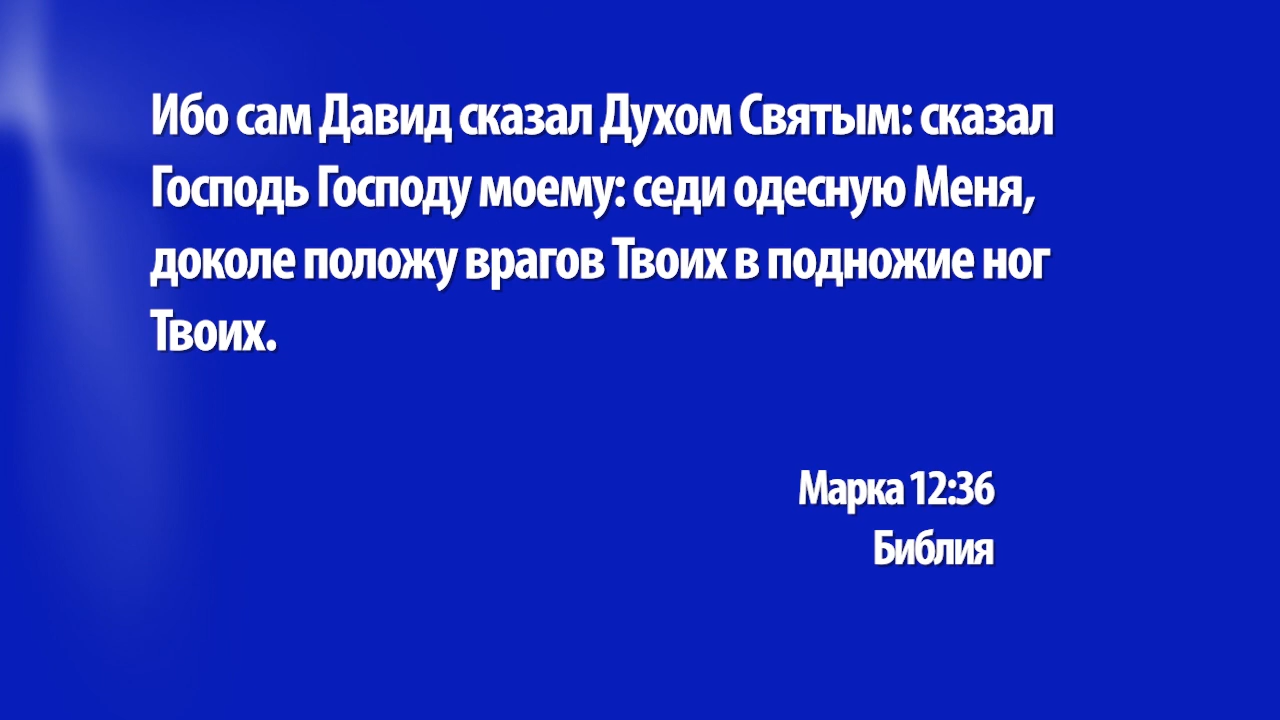 Ибо сам Давид сказал Духом Святым: сказал
Господь Господу моему: седи одесную Меня,
доколе положу врагов Твоих в подножие ног
Твоих.
Марка 12:36
Библия